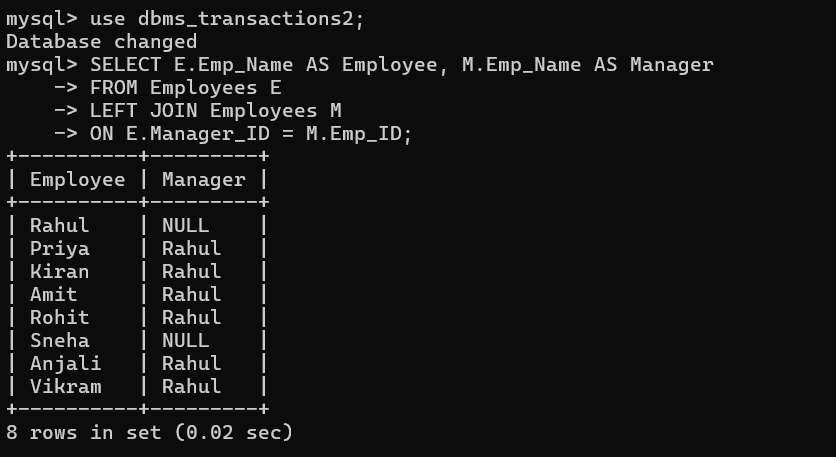 mysql> use dbms_transactions2;
Database changed
mysql> SELECT E.Emp_Name AS Employee, M.Emp_Name AS Manager
    -> FROM Employees E
    -> LEFT JOIN Employees M
    -> ON E.Manager_ID = M.Emp_ID;
+----------+---------+
| Employee | Manager |
+----------+---------+
| Rahul    | NULL    |
| Priya    | Rahul   |
| Kiran    | Rahul   |
| Amit     | Rahul   |
| Rohit    | Rahul   |
| Sneha    | NULL    |
| Anjali   | Rahul   |
| Vikram   | Rahul   |
+----------+---------+
8 rows in set (0.02 sec)